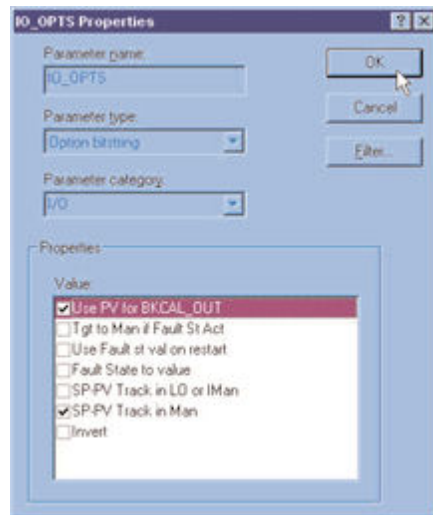 IO_OPTS Properties
Parameter name:
IO_OPTS
OK
Parameter type:
Cancel
Option bitstring
Filter...
Parameter category:
I/O
Properties
Value:
Use PV for BKCAL_OUT
Tgt to Man if Fault St Act
Use Fault st val on restart
Fault State to value
SP-PV Track in LO or IMan
SP-PV Track in Man
Invert